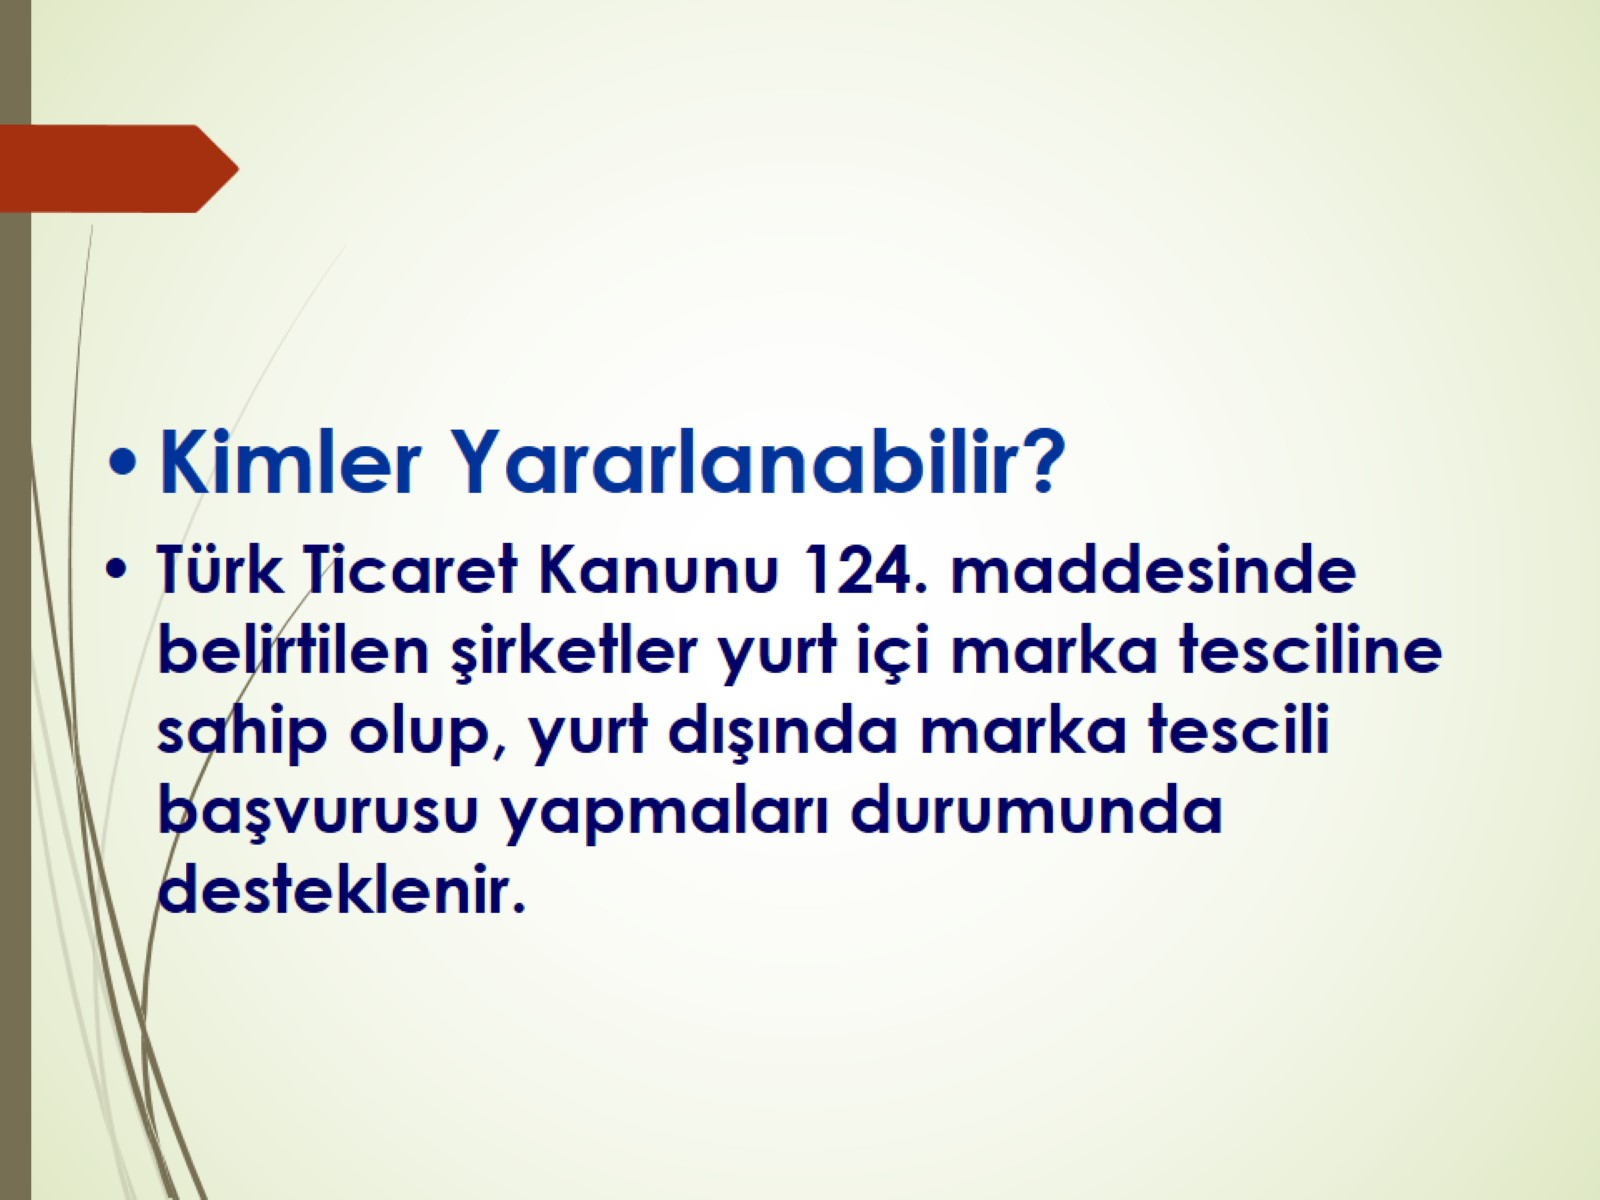 • Kimler Yararlanabilir?
• Türk Ticaret Kanunu 124. maddesinde
belirtilen şirketler yurt içi marka tesciline
sahip olup, yurt dışında marka tescili
başvurusu yapmaları durumunda
desteklenir.